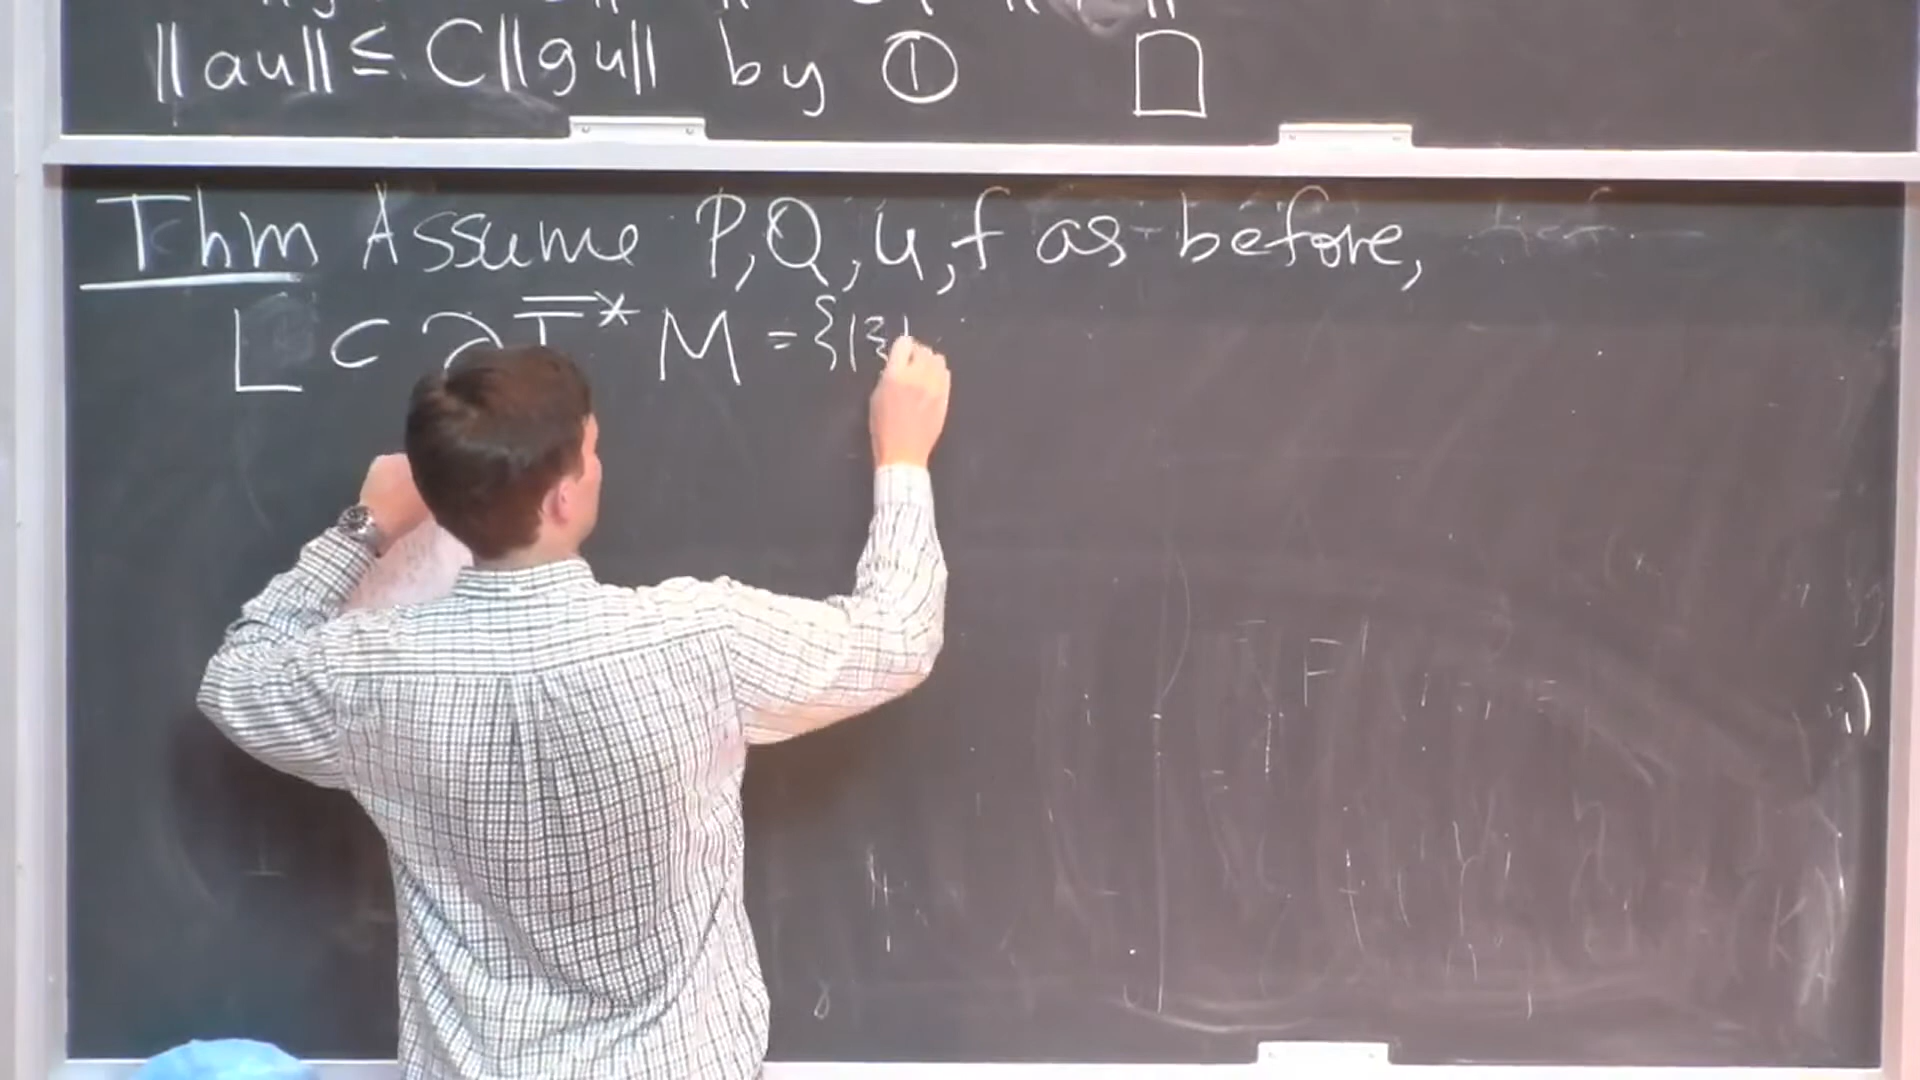 ||au|| ≤ C||gu|| by ①  □
Thm Assume P,Q,u,f as before,
L ⊂ ∂T̅*M = {|ξ|